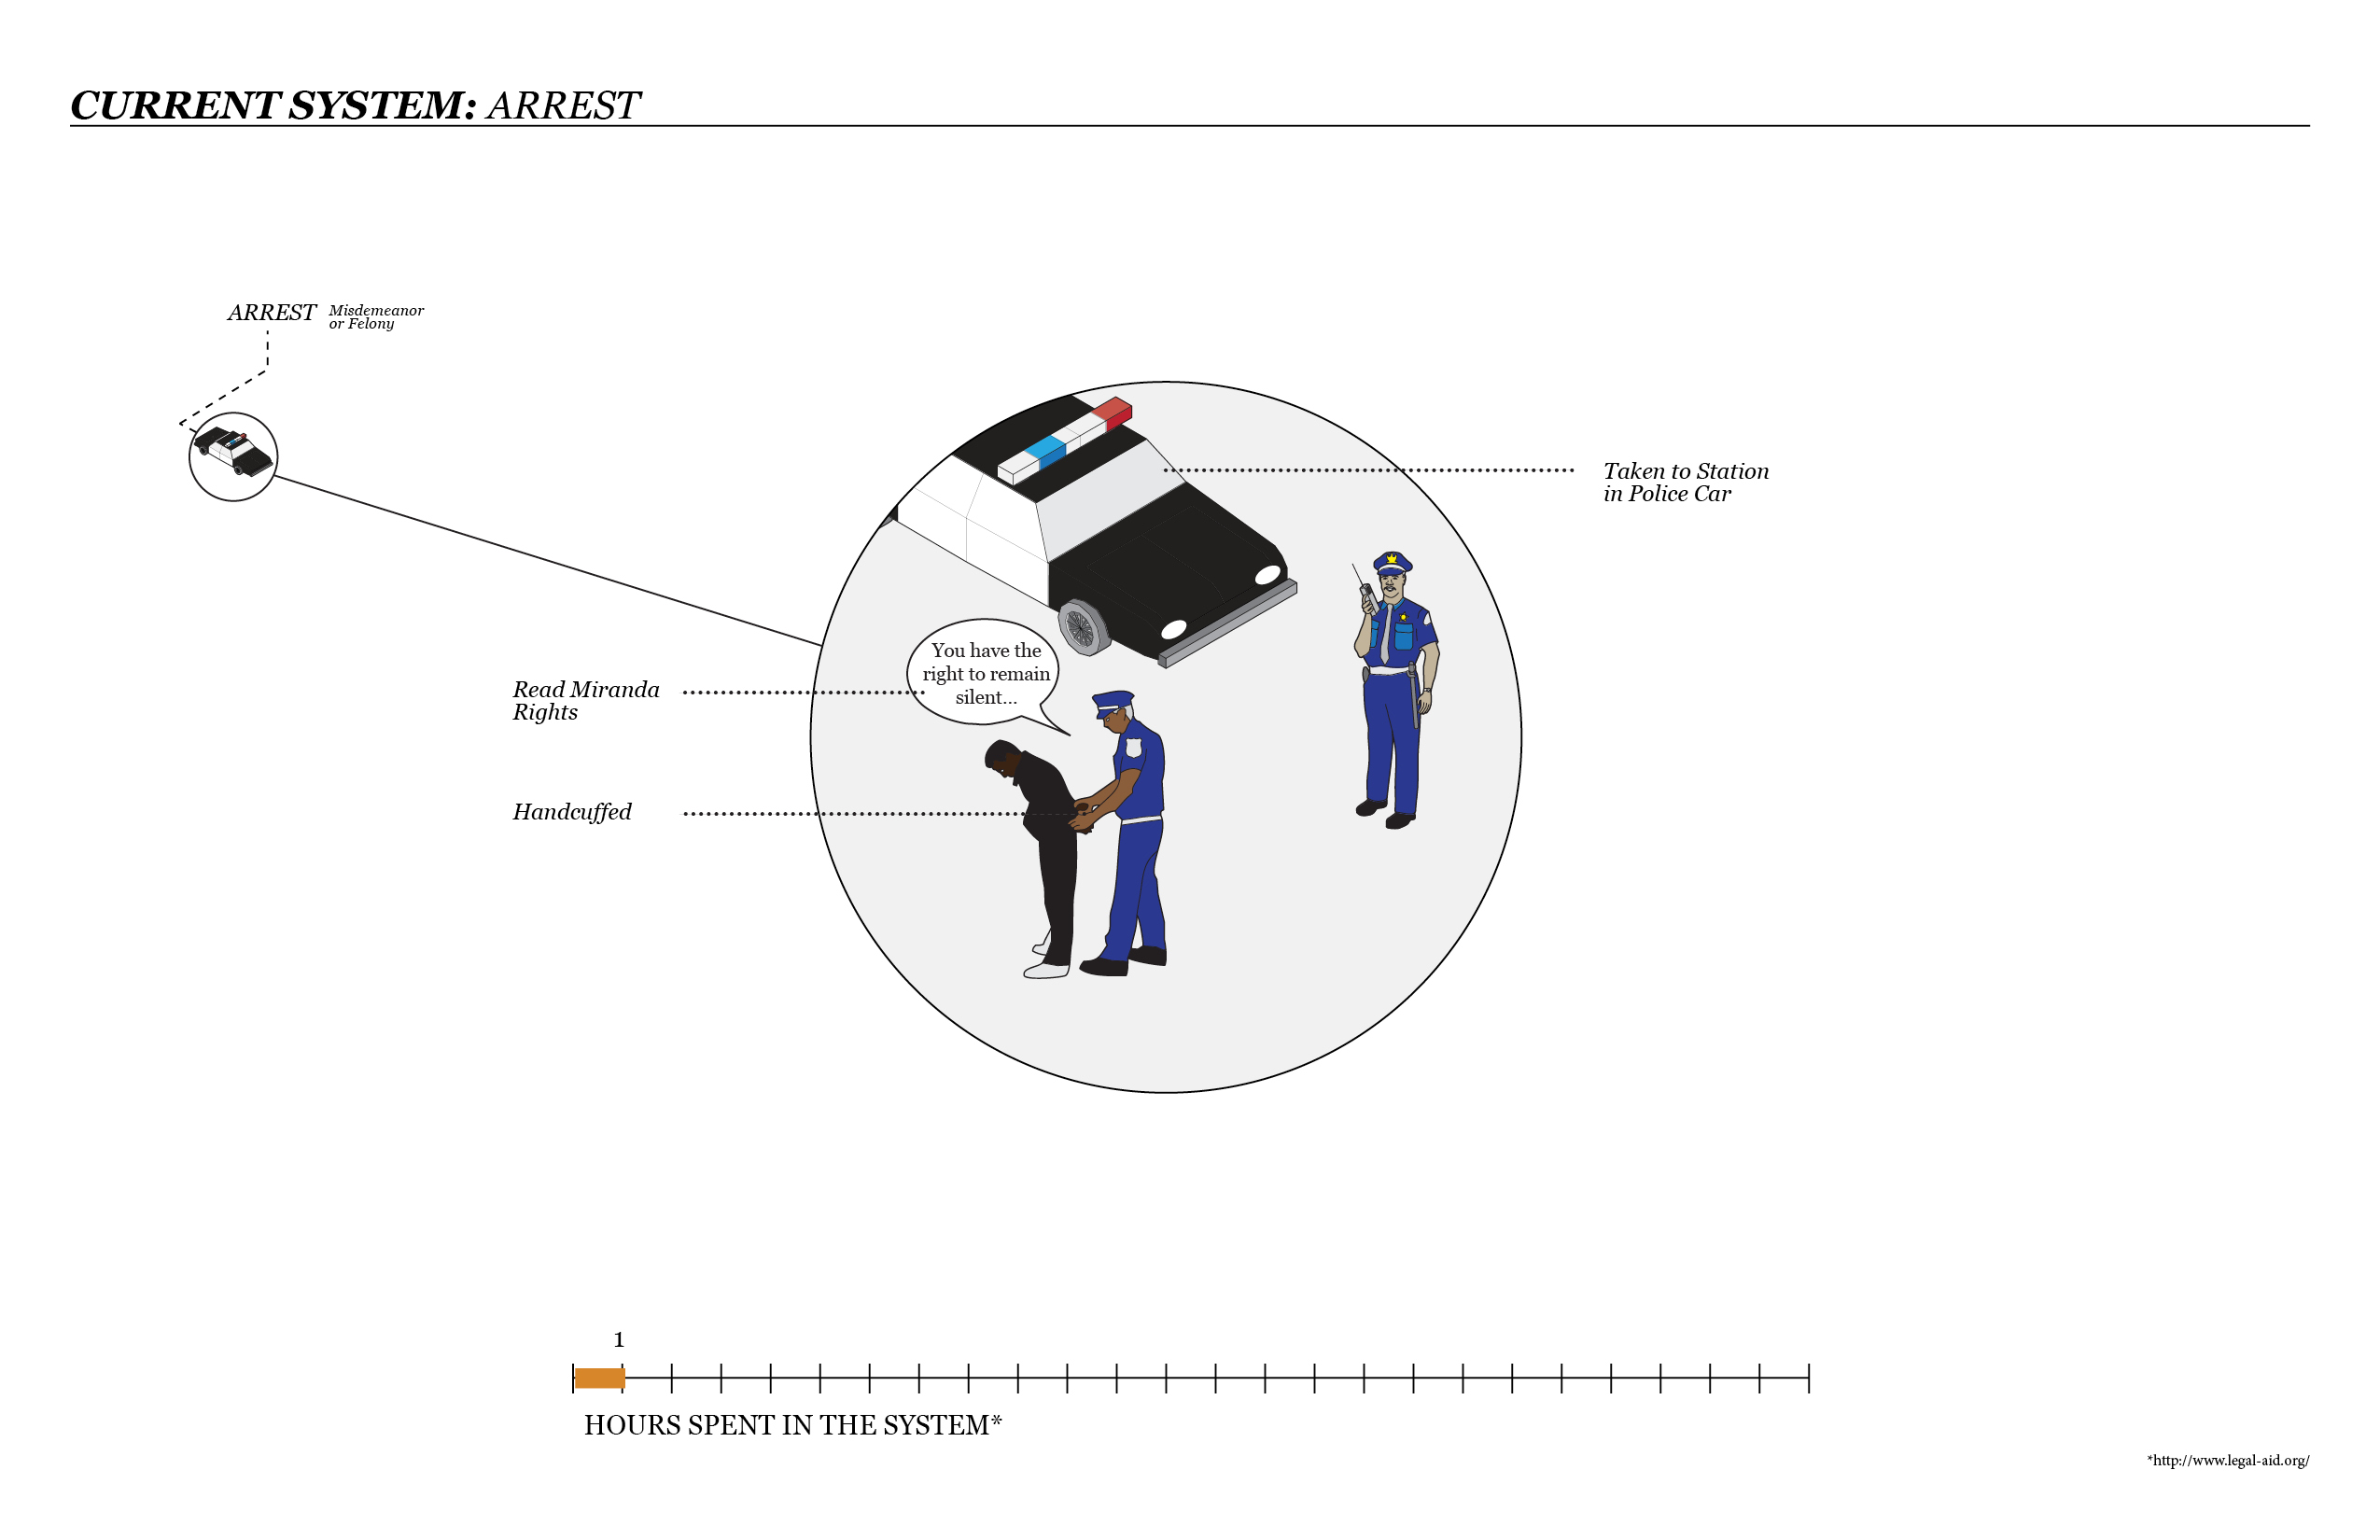 CURRENT SYSTEM: ARREST
ARREST Misdemeanor
or Felony
Taken to Station
in Police Car
You have the
right to remain
silent...
Read Miranda
Rights
Handcuffed
1
HOURS SPENT IN THE SYSTEM*
*http://www.legal-aid.org/